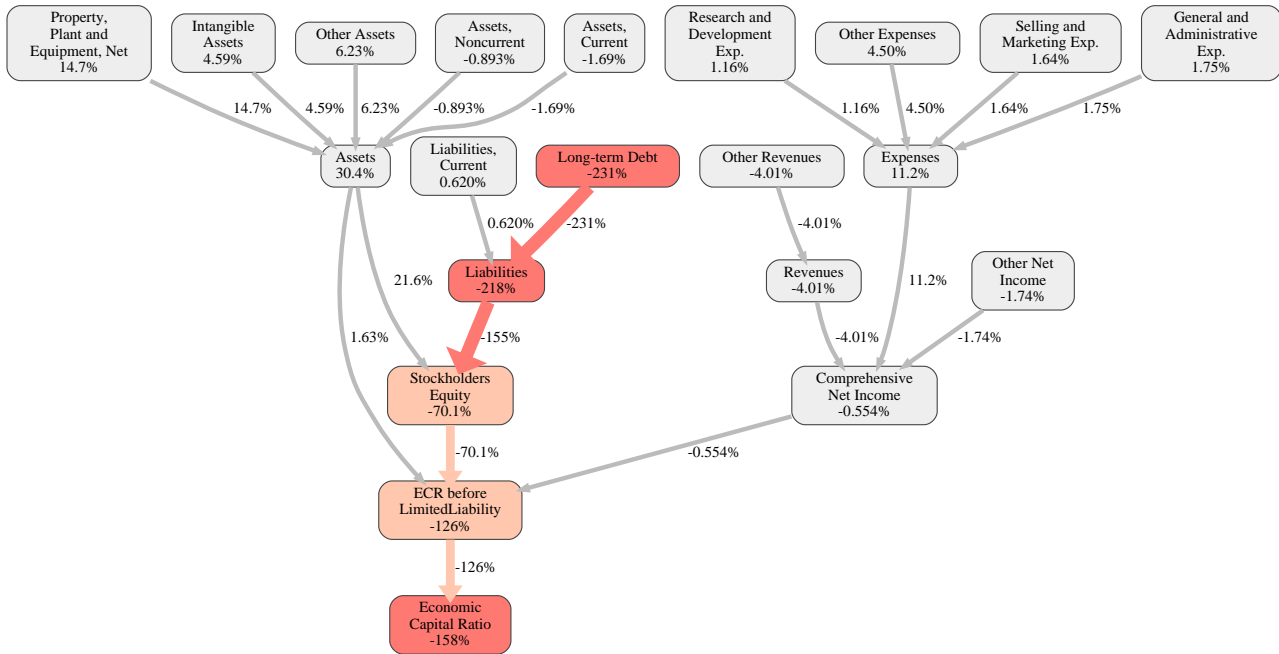 Property,
Plant and
Equipment, Net
14.7%
Intangible
Assets
4.59%
Other Assets
6.23%
Assets,
Noncurrent
-0.893%
Assets,
Current
-1.69%
Research and
Development
Exp.
1.16%
Other Expenses
4.50%
Selling and
Marketing Exp.
1.64%
General and
Administrative
Exp.
1.75%
14.7%
4.59%
6.23%
-0.893%
-1.69%
1.16%
4.50%
1.64%
1.75%
Assets
30.4%
Liabilities,
Current
0.620%
Long-term Debt
-231%
Other Revenues
-4.01%
Expenses
11.2%
0.620%
-231%
-4.01%
21.6%
Liabilities
-218%
Revenues
-4.01%
11.2%
Other Net
Income
-1.74%
1.63%
-155%
-4.01%
-1.74%
Stockholders
Equity
-70.1%
Comprehensive
Net Income
-0.554%
-70.1%
-0.554%
ECR before
LimitedLiability
-126%
-126%
Economic
Capital Ratio
-158%